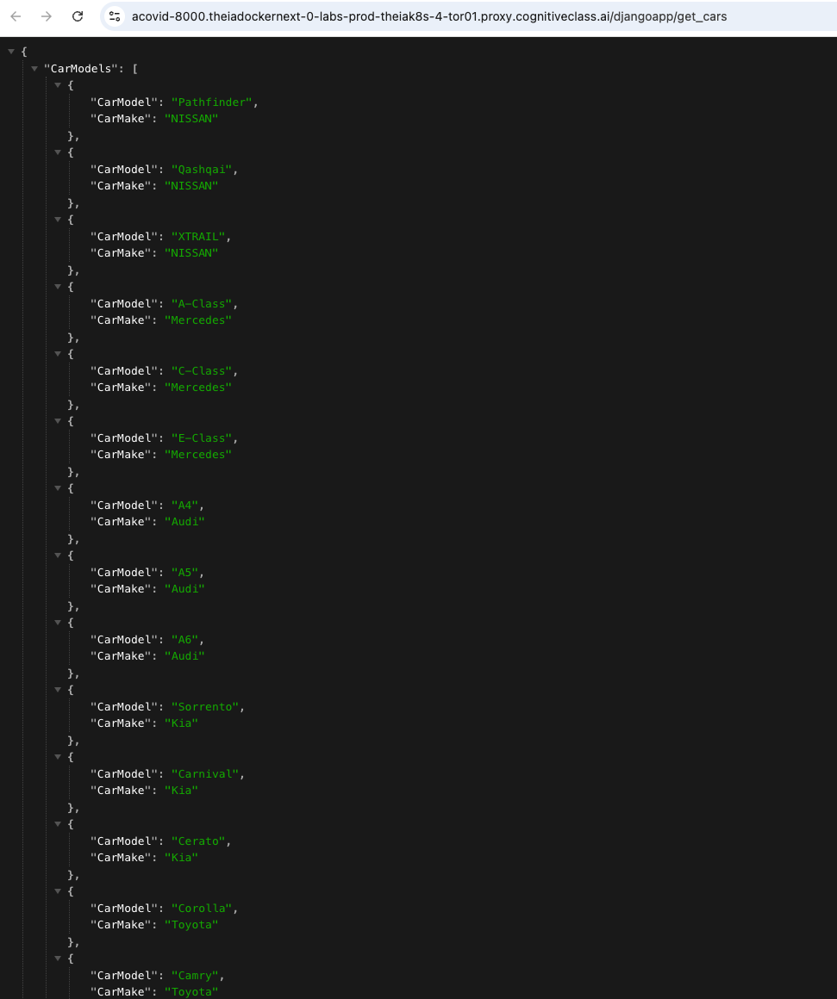 acovid-8000.theiadockernext-0-labs-prod-theiak8s-4-tor01.proxy.cognitiveclass.ai/djangoapp/get_cars
{
"CarModels": [
{
"CarModel": "Pathfinder",
"CarMake": "NISSAN"
},
{
"CarModel": "Qashqai",
"CarMake": "NISSAN"
},
{
"CarModel": "XTRAIL",
"CarMake": "NISSAN"
},
{
"CarModel": "A-Class",
"CarMake": "Mercedes"
},
{
"CarModel": "C-Class",
"CarMake": "Mercedes"
},
{
"CarModel": "E-Class",
"CarMake": "Mercedes"
},
{
"CarModel": "A4",
"CarMake": "Audi"
},
{
"CarModel": "A5",
"CarMake": "Audi"
},
{
"CarModel": "A6",
"CarMake": "Audi"
},
{
"CarModel": "Sorrento",
"CarMake": "Kia"
},
{
"CarModel": "Carnival",
"CarMake": "Kia"
},
{
"CarModel": "Cerato",
"CarMake": "Kia"
},
{
"CarModel": "Corolla",
"CarMake": "Toyota"
},
{
"CarModel": "Camry",
"CarMake": "Toyota"